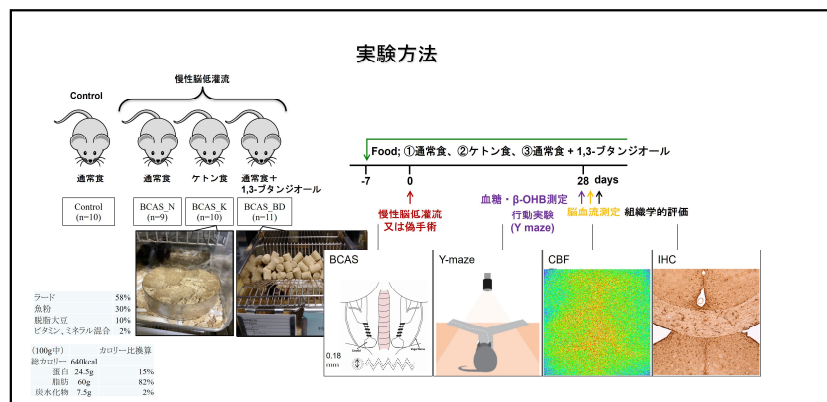 実験方法
慢性脳低灌流
Control
通常食
通常食
ケトン食
通常食＋
1,3-ブタンジオール
Control
(n=10)
BCAS_N
(n=9)
BCAS_K
(n=10)
BCAS_BD
(n=11)
Food; ①通常食、②ケトン食、③通常食 + 1,3-ブタンジオール
-7
0
28
days
慢性脳低灌流
又は偽手術
血糖・β-OHB測定
行動実験
(Y maze)
脳血流測定
組織学的評価
BCAS
Y-maze
CBF
IHC
0.18
mm
ラード 58%
魚粉 30%
脱脂大豆 10%
ビタミン、ミネラル混合 2%
(100g中) カロリー比換算
総カロリー 640kcal
蛋白 24.5g 15%
脂肪 60g 82%
炭水化物 7.5g 2%